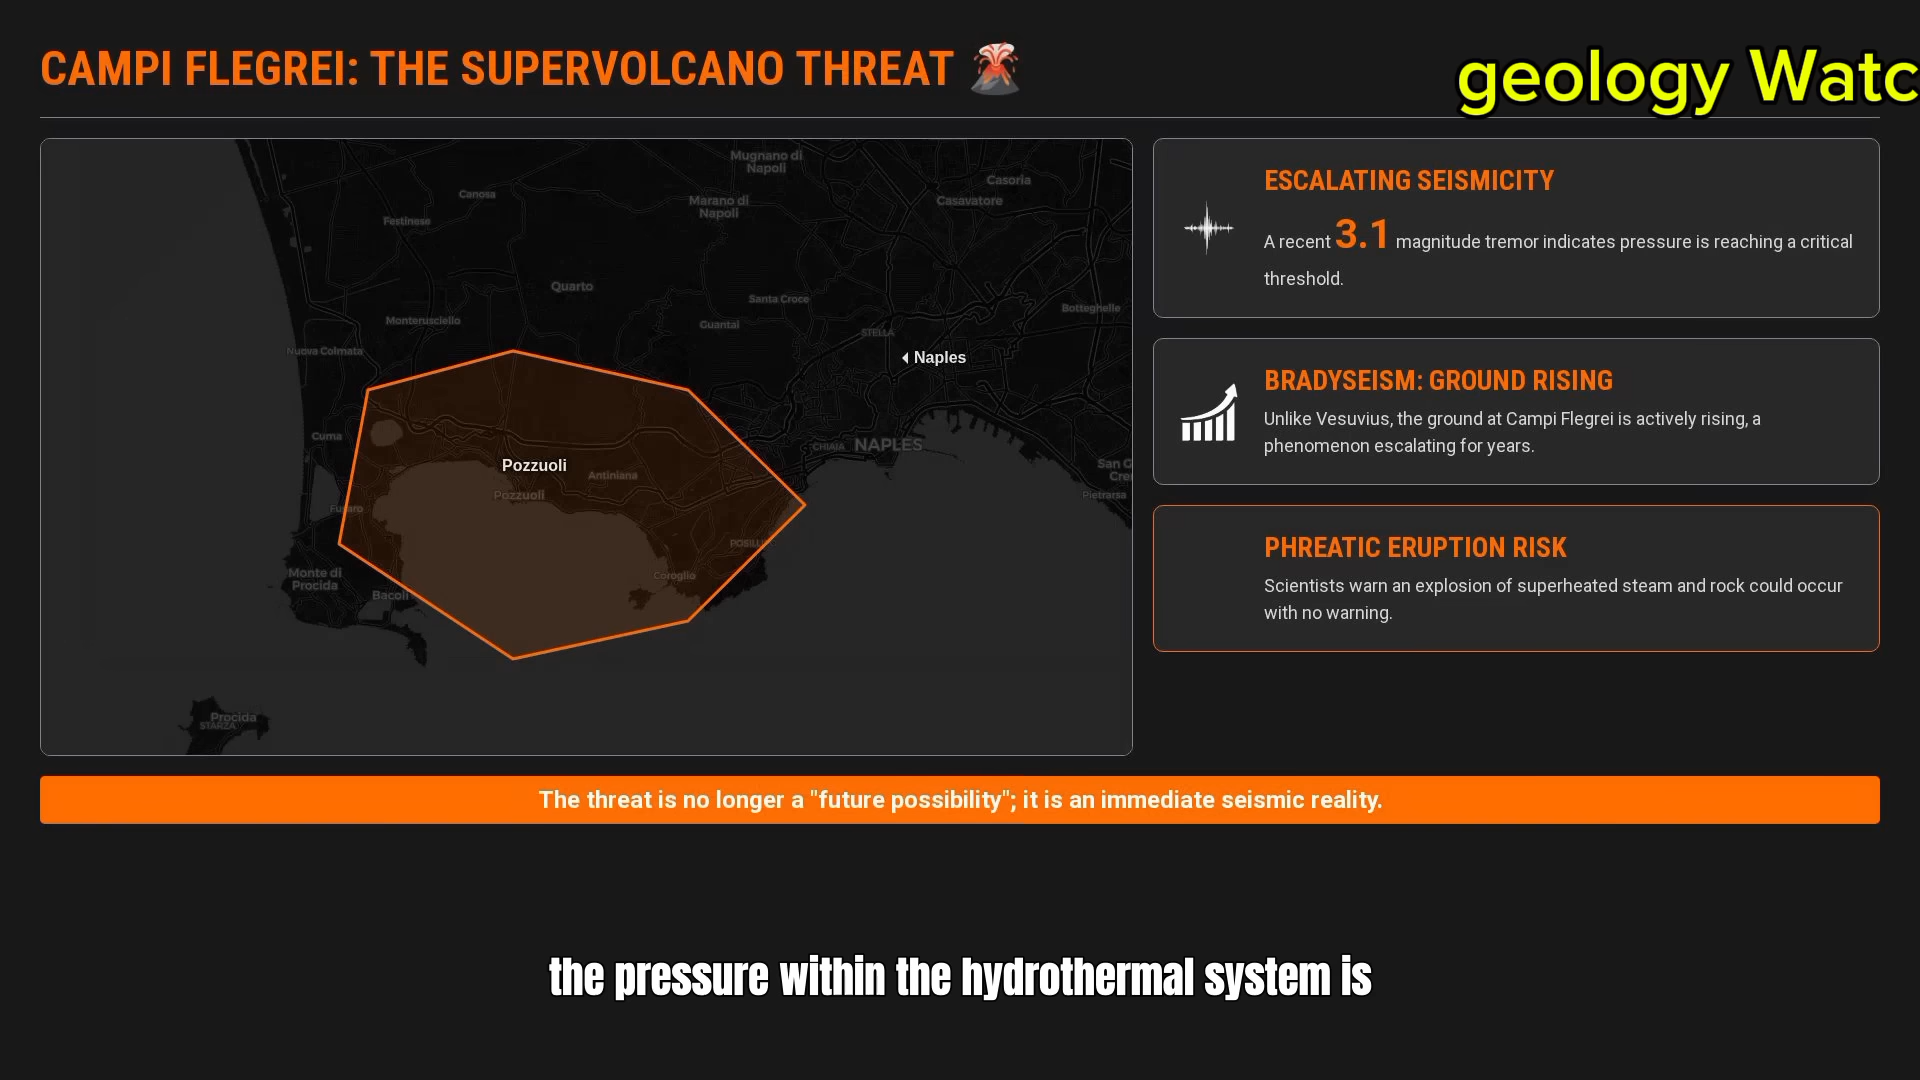 CAMPI FLEGREI: THE SUPERVOLCANO THREAT
geology Watc
Mugnano di
Napoli
Casoria
Canosa
Marano di
Napoli
Casavatore
Festinese
Quarto
Santa Croce
Botteghelle
Monterusciello
Guantai
STELLA
Nuova Colmata
Naples
Cuma
CHIAIA
NAPLES
Pozzuoli
Antiniana
San G
Cre
Pozzuoli
Pietrarsa
Fusaro
POSILLI
Monte di
Procida
Coroglio
Bacoli
Procida
STARZA
ESCALATING SEISMICITY
A recent 3.1 magnitude tremor indicates pressure is reaching a critical
threshold.
BRADYSEISM: GROUND RISING
Unlike Vesuvius, the ground at Campi Flegrei is actively rising, a
phenomenon escalating for years.
PHREATIC ERUPTION RISK
Scientists warn an explosion of superheated steam and rock could occur
with no warning.
The threat is no longer a "future possibility"; it is an immediate seismic reality.
the pressure within the hydrothermal system is